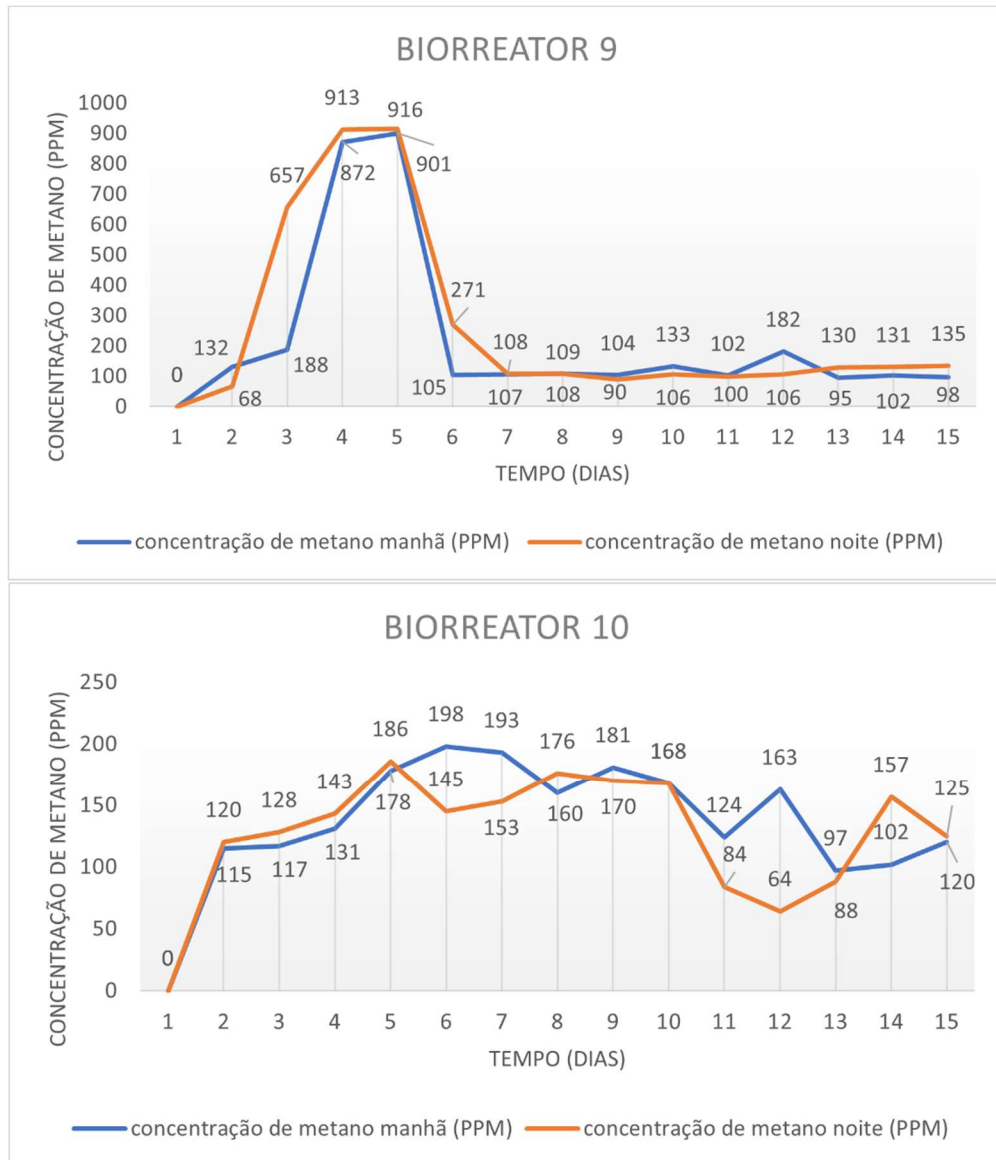 BIORREATOR 9
CONCENTRAÇÃO DE METANO (PPM)
1000
900
800
700
600
500
400
300
200
100
0
0 132 188 872 901 105 107 109 104 133 102 182 95 102 98
68 657 913 916 271 108 108 90 106 100 106 130 131 135
1 2 3 4 5 6 7 8 9 10 11 12 13 14 15
TEMPO (DIAS)
concentração de metano manhã (PPM) concentração de metano noite (PPM)
BIORREATOR 10
CONCENTRAÇÃO DE METANO (PPM)
250
200
150
100
50
0
0 115 117 131 178 198 193 160 181 168 124 163 97 102 120
120 128 143 186 145 153 176 170 84 64 88 157 125
1 2 3 4 5 6 7 8 9 10 11 12 13 14 15
TEMPO (DIAS)
concentração de metano manhã (PPM) concentração de metano noite (PPM)